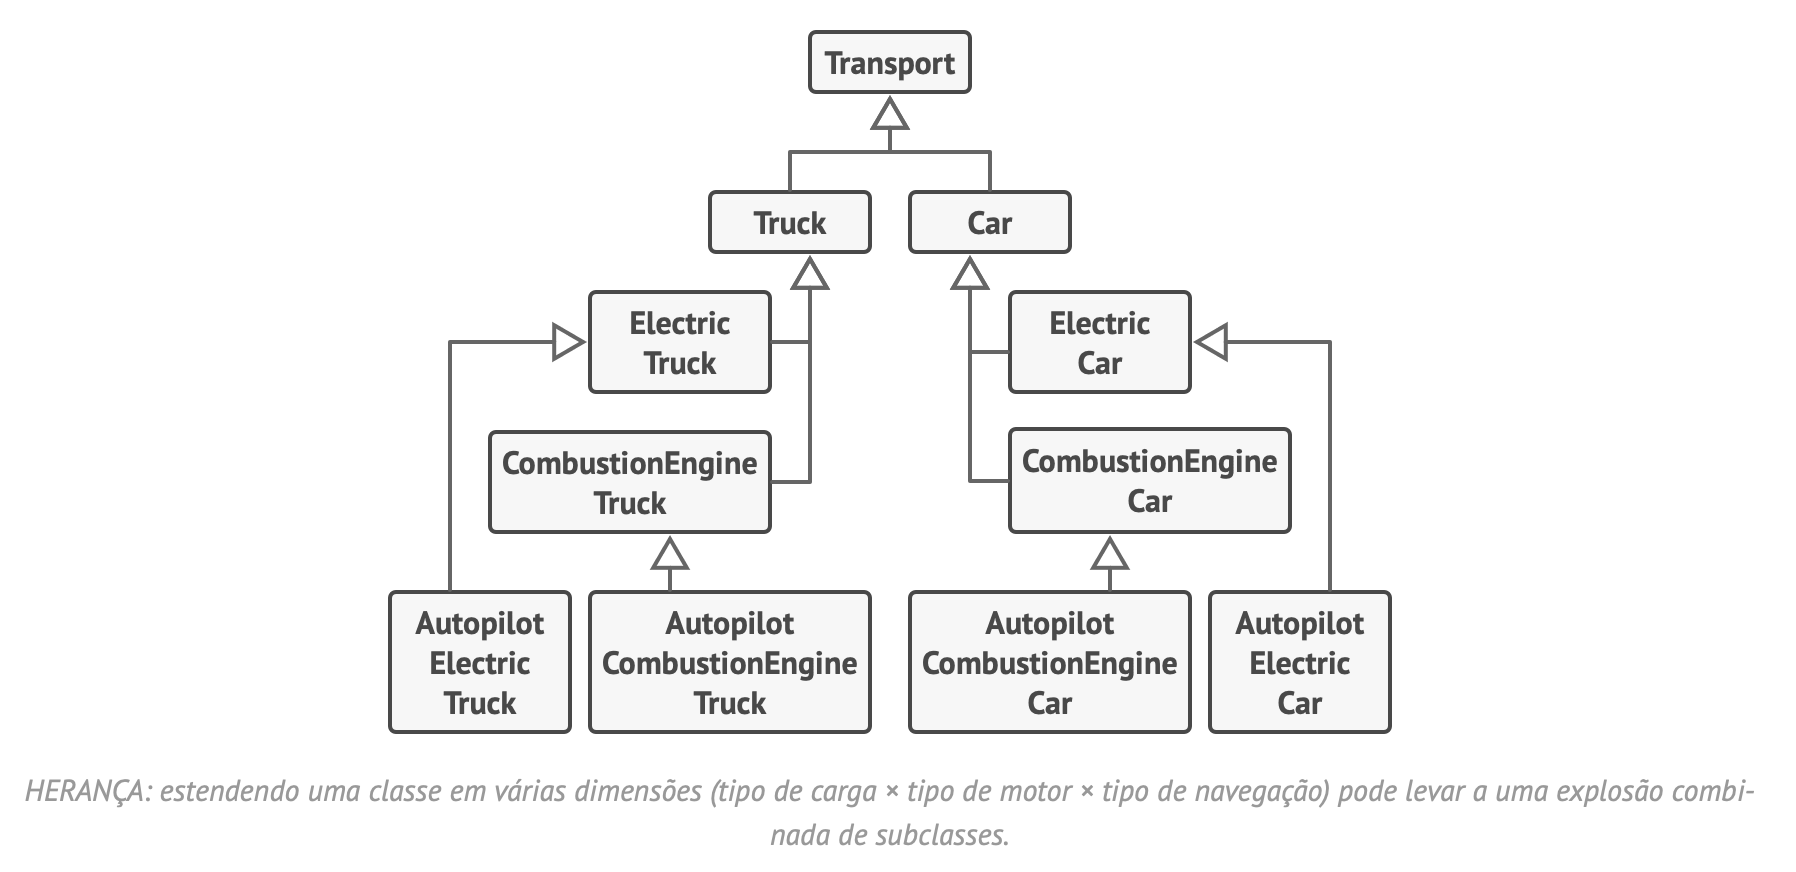 Transport
Truck
Car
Electric
Truck
Electric
Car
CombustionEngine
Truck
CombustionEngine
Car
Autopilot
Electric
Truck
Autopilot
CombustionEngine
Truck
Autopilot
CombustionEngine
Car
Autopilot
Electric
Car
HERANÇA: estendendo uma classe em várias dimensões (tipo de carga × tipo de motor × tipo de navegação) pode levar a uma explosão combi-
nada de subclasses.